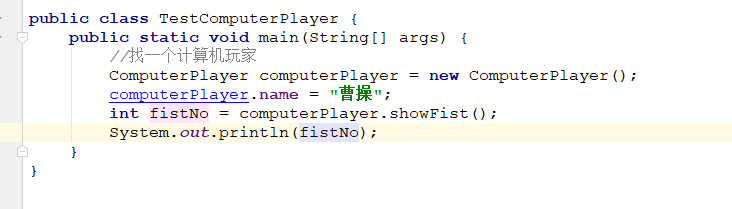 public class TestComputerPlayer {
public static void main(String[] args) {
//找一个计算机玩家
ComputerPlayer computerPlayer = new ComputerPlayer();
computerPlayer.name = "曹操";
int fistNo = computerPlayer.showFist();
System.out.println(fistNo);
}
}